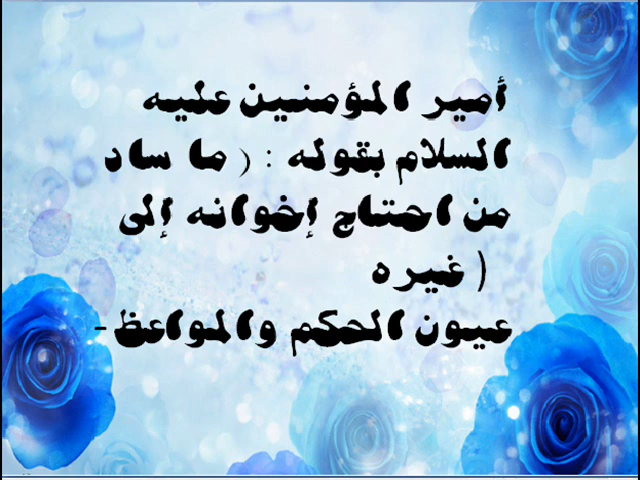 أمير المؤمنين عليه
السلام بقوله : ( ما ساد
من احتاج إخوانه إلى
غيره )
عيون الحكم والمواعظ-